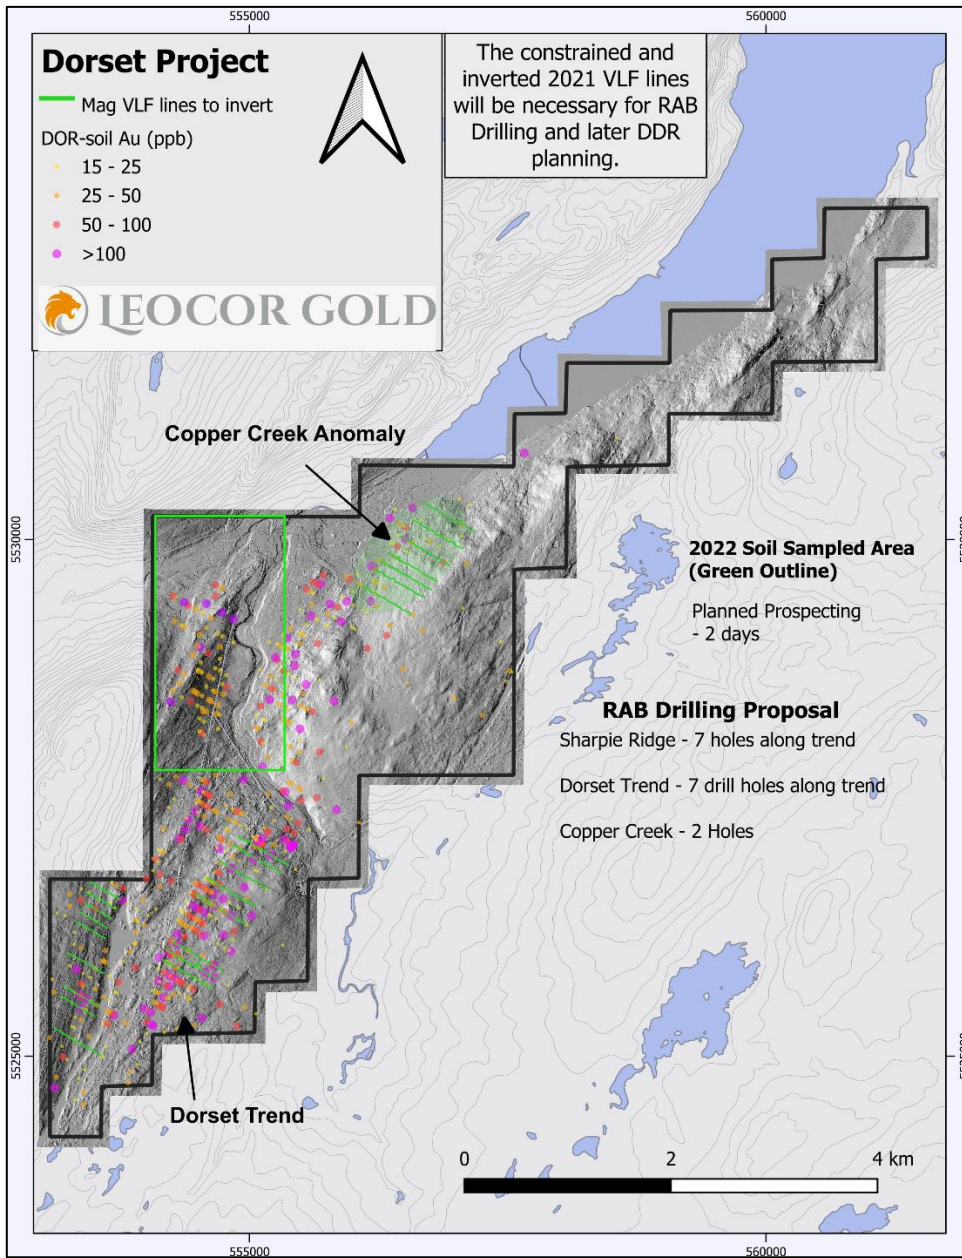 555000
560000
Dorset Project
Mag VLF lines to invert
DOR-soil Au (ppb)
15 - 25
25 - 50
50 - 100
>100
LEOCOR GOLD
The constrained and
inverted 2021 VLF lines
will be necessary for RAB
Drilling and later DDR
planning.
Copper Creek Anomaly
5530000
5530000
2022 Soil Sampled Area
(Green Outline)
Planned Prospecting
- 2 days
RAB Drilling Proposal
Sharpie Ridge - 7 holes along trend
Dorset Trend - 7 drill holes along trend
Copper Creek - 2 Holes
5525000
5525000
Dorset Trend
0
2
4 km
555000
560000